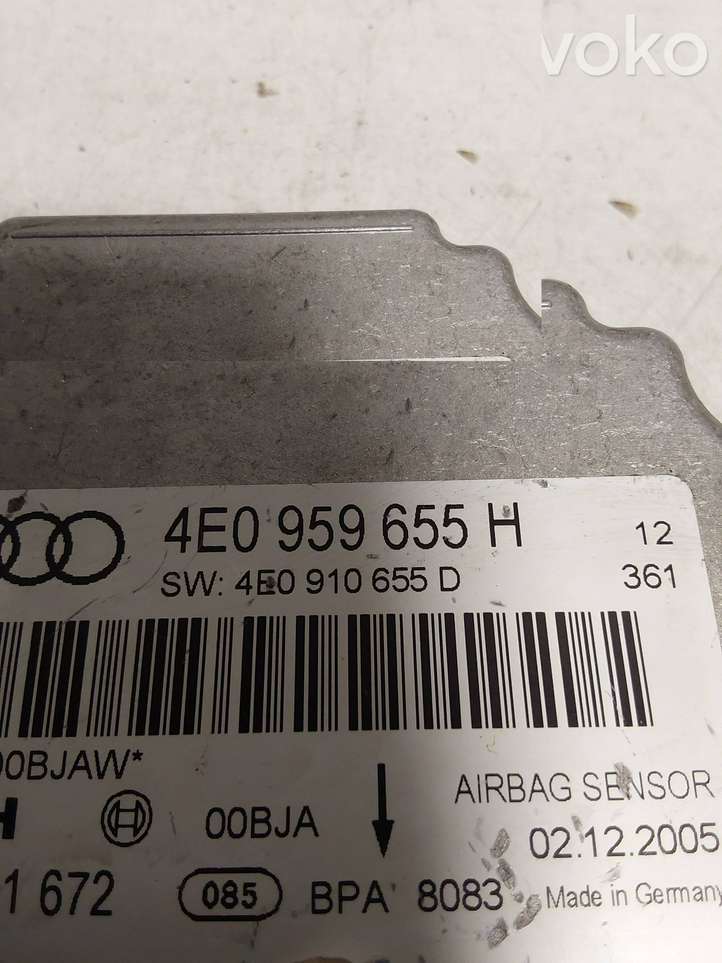 voko
4E0 959 655 H 12
SW: 4E0 910 655 D 361
00BJAW*
H 00BJA AIRBAG SENSOR
02.12.2005
1 672 085 BPA 8083 Made in Germany